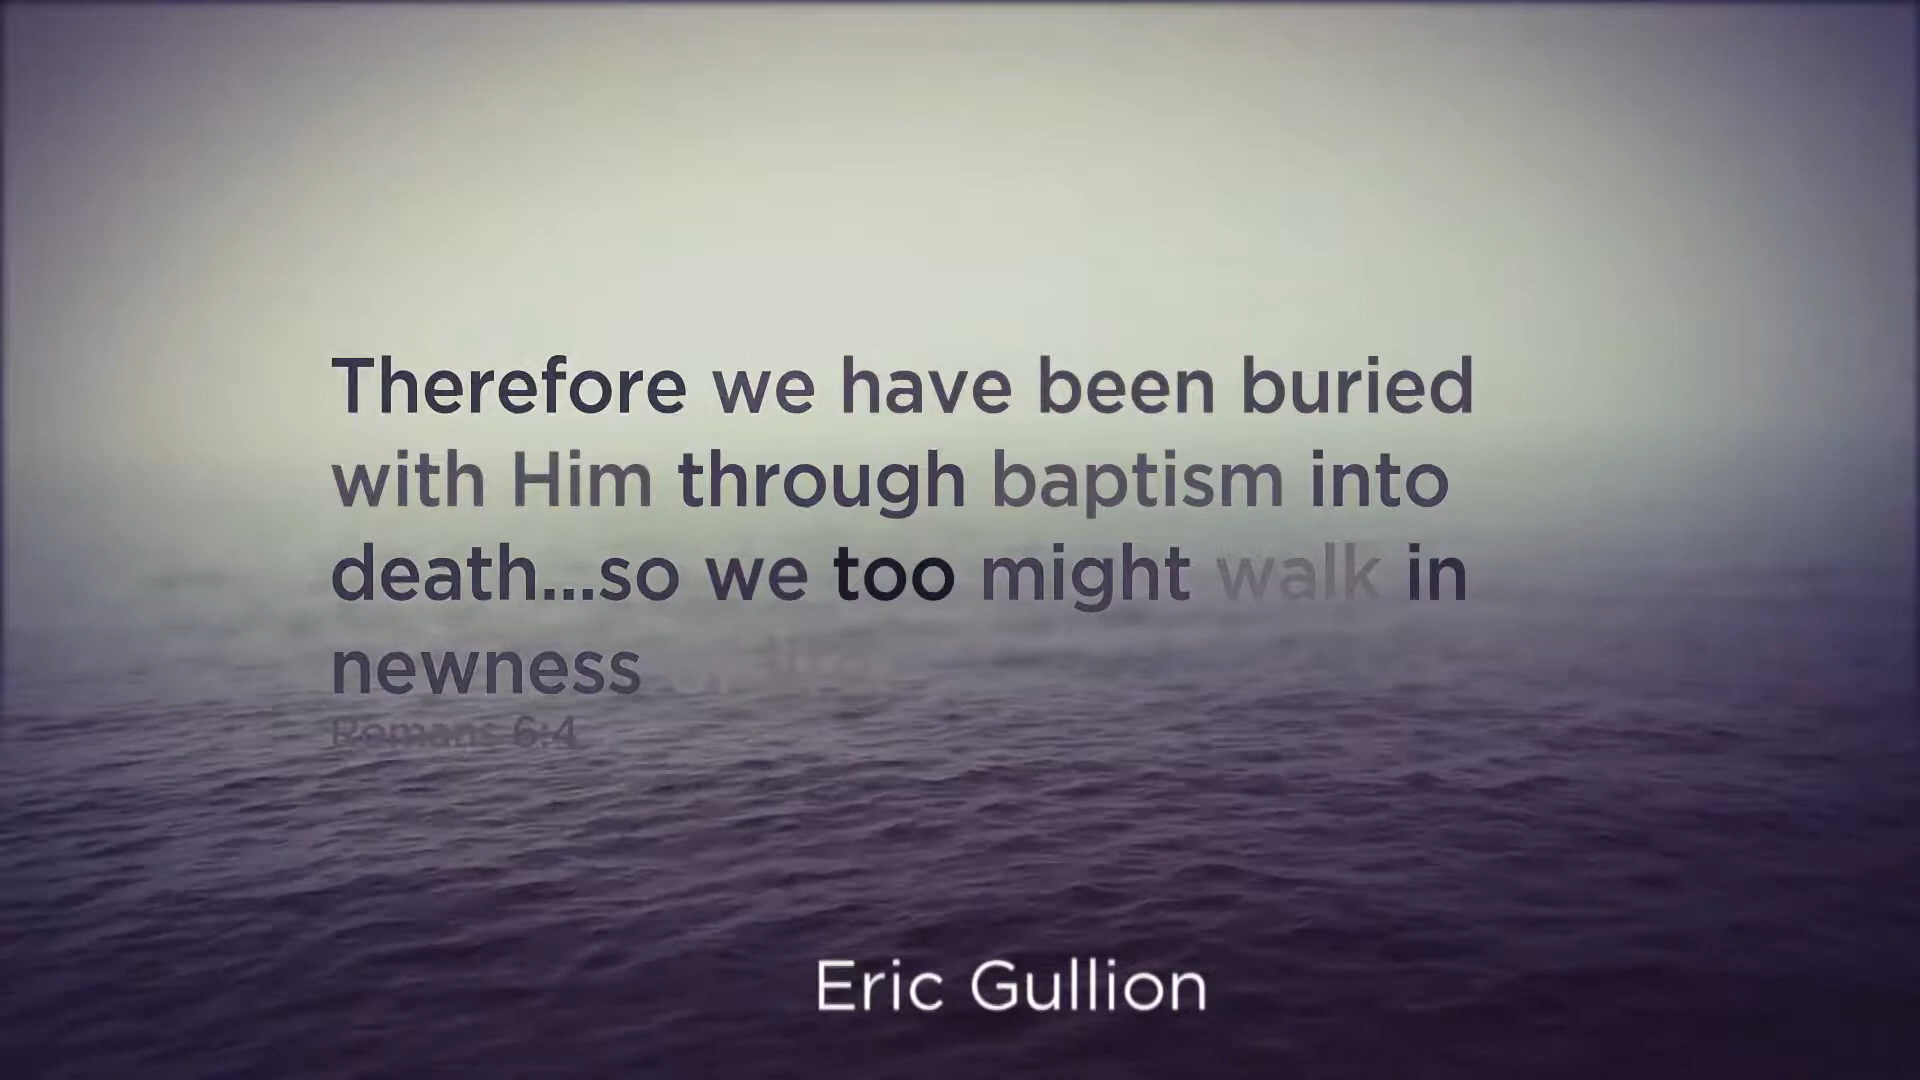 Therefore we have been buried
with Him through baptism into
death...so we too might walk in
newness
Romans 6:4
Eric Gullion